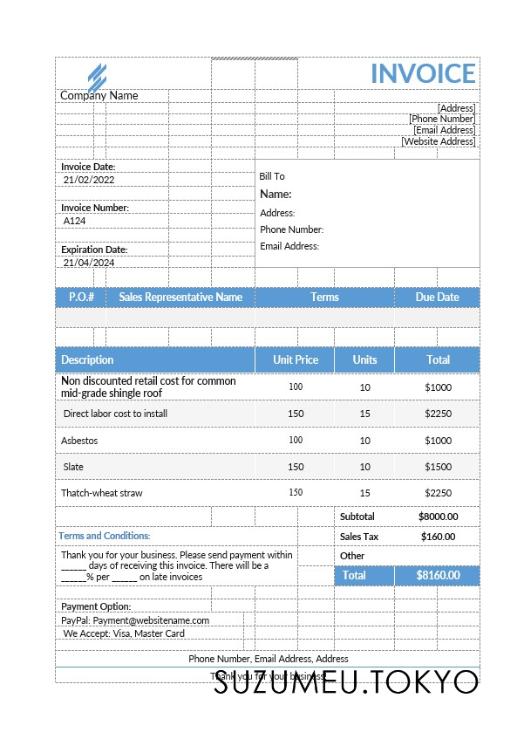 INVOICE
Company Name
[Address]
[Phone Number]
[Email Address]
[Website Address]
Invoice Date:
21/02/2022
Invoice Number:
A124
Expiration Date:
21/04/2024
Bill To
Name:
Address:
Phone Number:
Email Address:
P.O.# Sales Representative Name Terms Due Date
Description Unit Price Units Total
Non discounted retail cost for common
mid-grade shingle roof 100 10 $1000
Direct labor cost to install 150 15 $2250
Asbestos 100 10 $1000
Slate 150 10 $1500
Thatch-wheat straw 150 15 $2250
Subtotal $8000.00
Terms and Conditions: Sales Tax $160.00
Thank you for your business. Please send payment within Other
______ days of receiving this invoice. There will be a
______% per ______ on late invoices
Total $8160.00
Payment Option:
PayPal: Payment@websitename.com
We Accept: Visa, Master Card
Phone Number, Email Address, Address
Thank you for your business!
SUZUMEU.TOKYO